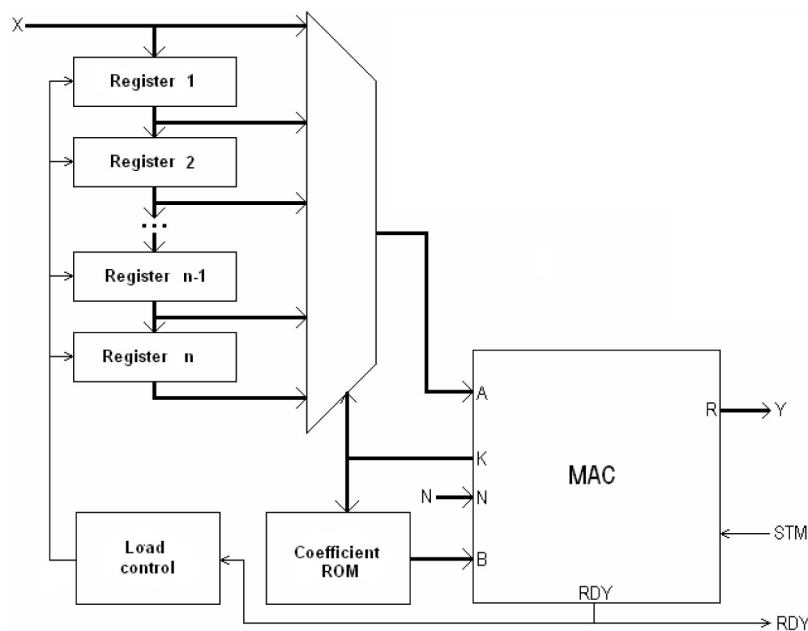 X
Register 1
Register 2
...
Register n-1
Register n
A
R
Y
K
MAC
N
N
STM
Load
control
Coefficient
ROM
B
RDY
RDY